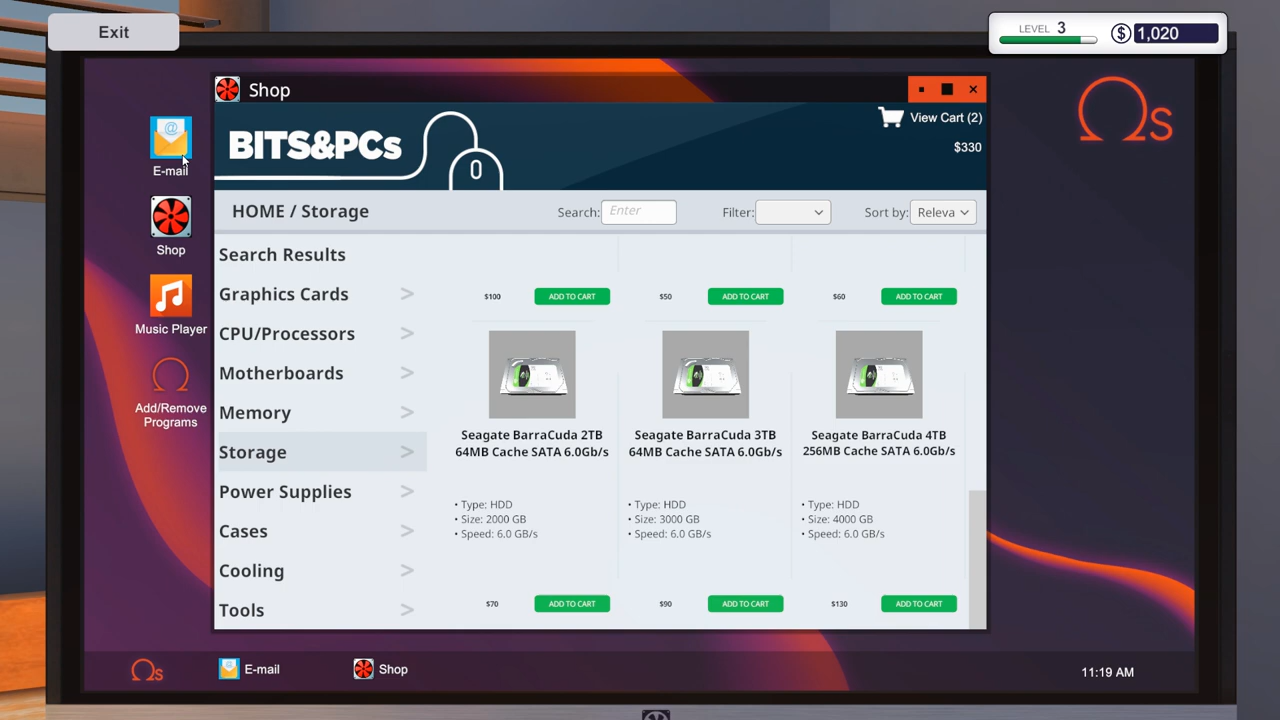 Exit
LEVEL 3
$ 1,020
Shop
BITS&PCs
View Cart (2)
$330
HOME / Storage
Search: Enter
Filter:
Sort by: Releva
E-mail
Shop
Music Player
Add/Remove
Programs
Search Results
Graphics Cards >
CPU/Processors >
Motherboards >
Memory >
Storage >
Power Supplies >
Cases >
Cooling >
Tools >
$100 ADD TO CART
$50 ADD TO CART
$60 ADD TO CART
Seagate BarraCuda 2TB
64MB Cache SATA 6.0Gb/s
• Type: HDD
• Size: 2000 GB
• Speed: 6.0 GB/s
$70 ADD TO CART
Seagate BarraCuda 3TB
64MB Cache SATA 6.0Gb/s
• Type: HDD
• Size: 3000 GB
• Speed: 6.0 GB/s
$90 ADD TO CART
Seagate BarraCuda 4TB
256MB Cache SATA 6.0Gb/s
• Type: HDD
• Size: 4000 GB
• Speed: 6.0 GB/s
$130 ADD TO CART
Ωs
Ωs
E-mail
Shop
11:19 AM